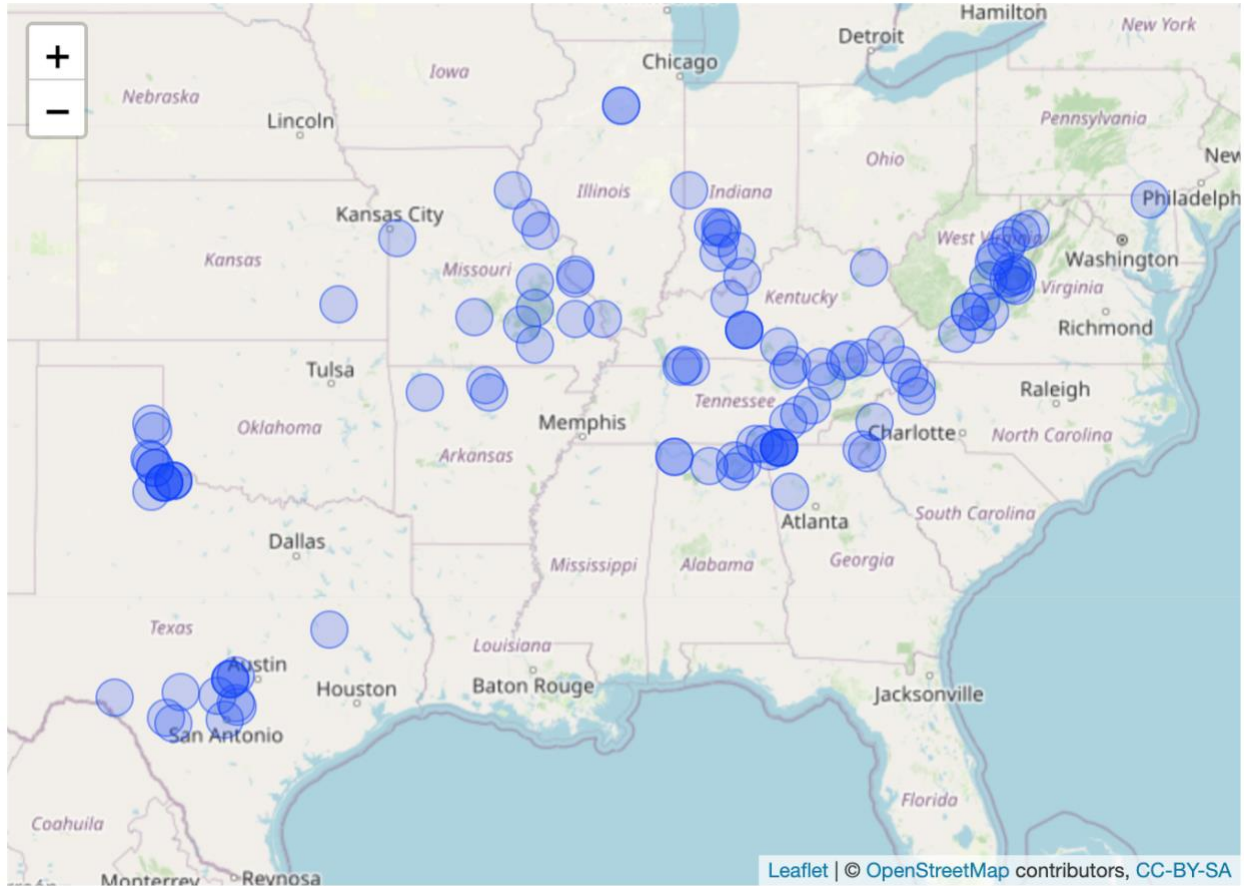 Hamilton
New York
+
Detroit
Chicago
Iowa
Nebraska
−
Pennsylvania
Lincoln
New
Ohio
Illinois
Indiana
Philadelph
Kansas City
West Virginia
Washington
Kansas
Missouri
Virginia
Kentucky
Richmond
Tulsa
Raleigh
Tennessee
Memphis
Oklahoma
Charlotte
North Carolina
Arkansas
South Carolina
Atlanta
Dallas
Mississippi
Alabama
Georgia
Texas
Louisiana
Austin
Houston
Baton Rouge
Jacksonville
San Antonio
Florida
Coahuila
Leaflet | © OpenStreetMap contributors, CC-BY-SA
Monterrey
Reynosa